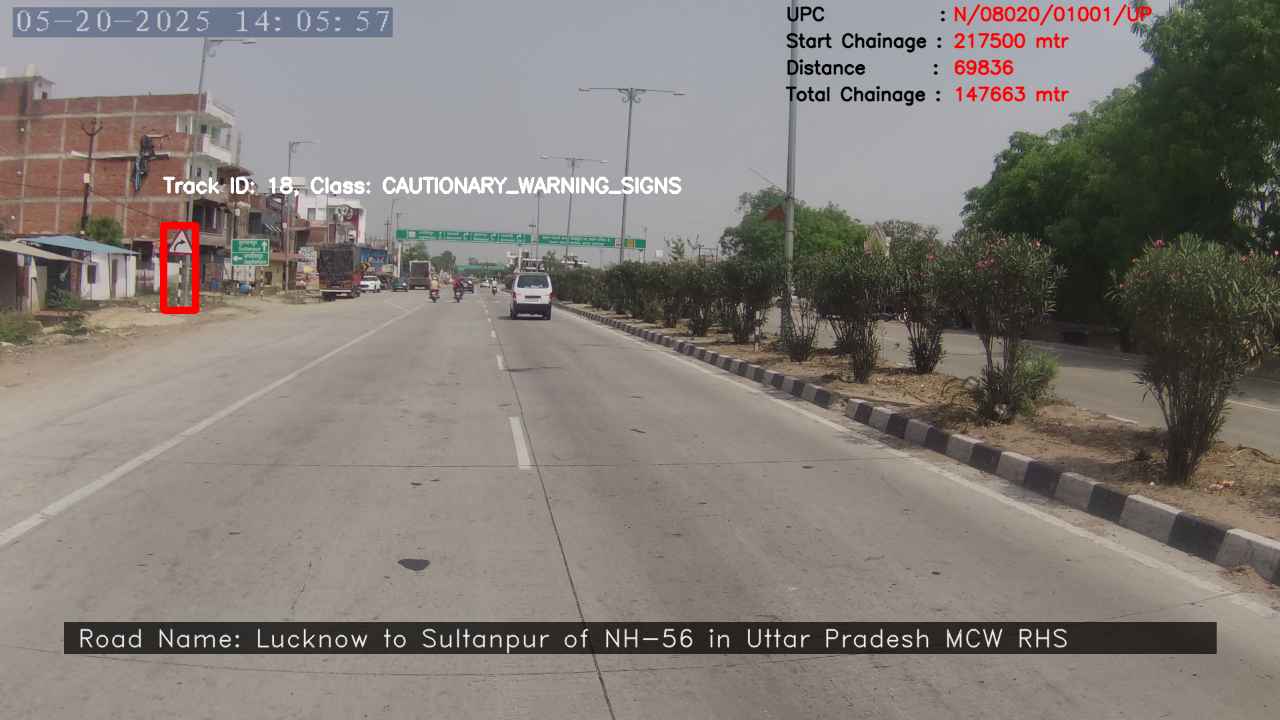 05-20-2025 14:05:57
UPC : N/08020/01001/UP
Start Chainage : 217500 mtr
Distance : 69836
Total Chainage : 147663 mtr
Track ID: 18, Class: CAUTIONARY_WARNING_SIGNS
Sultanpur
Road Name: Lucknow to Sultanpur of NH-56 in Uttar Pradesh MCW RHS